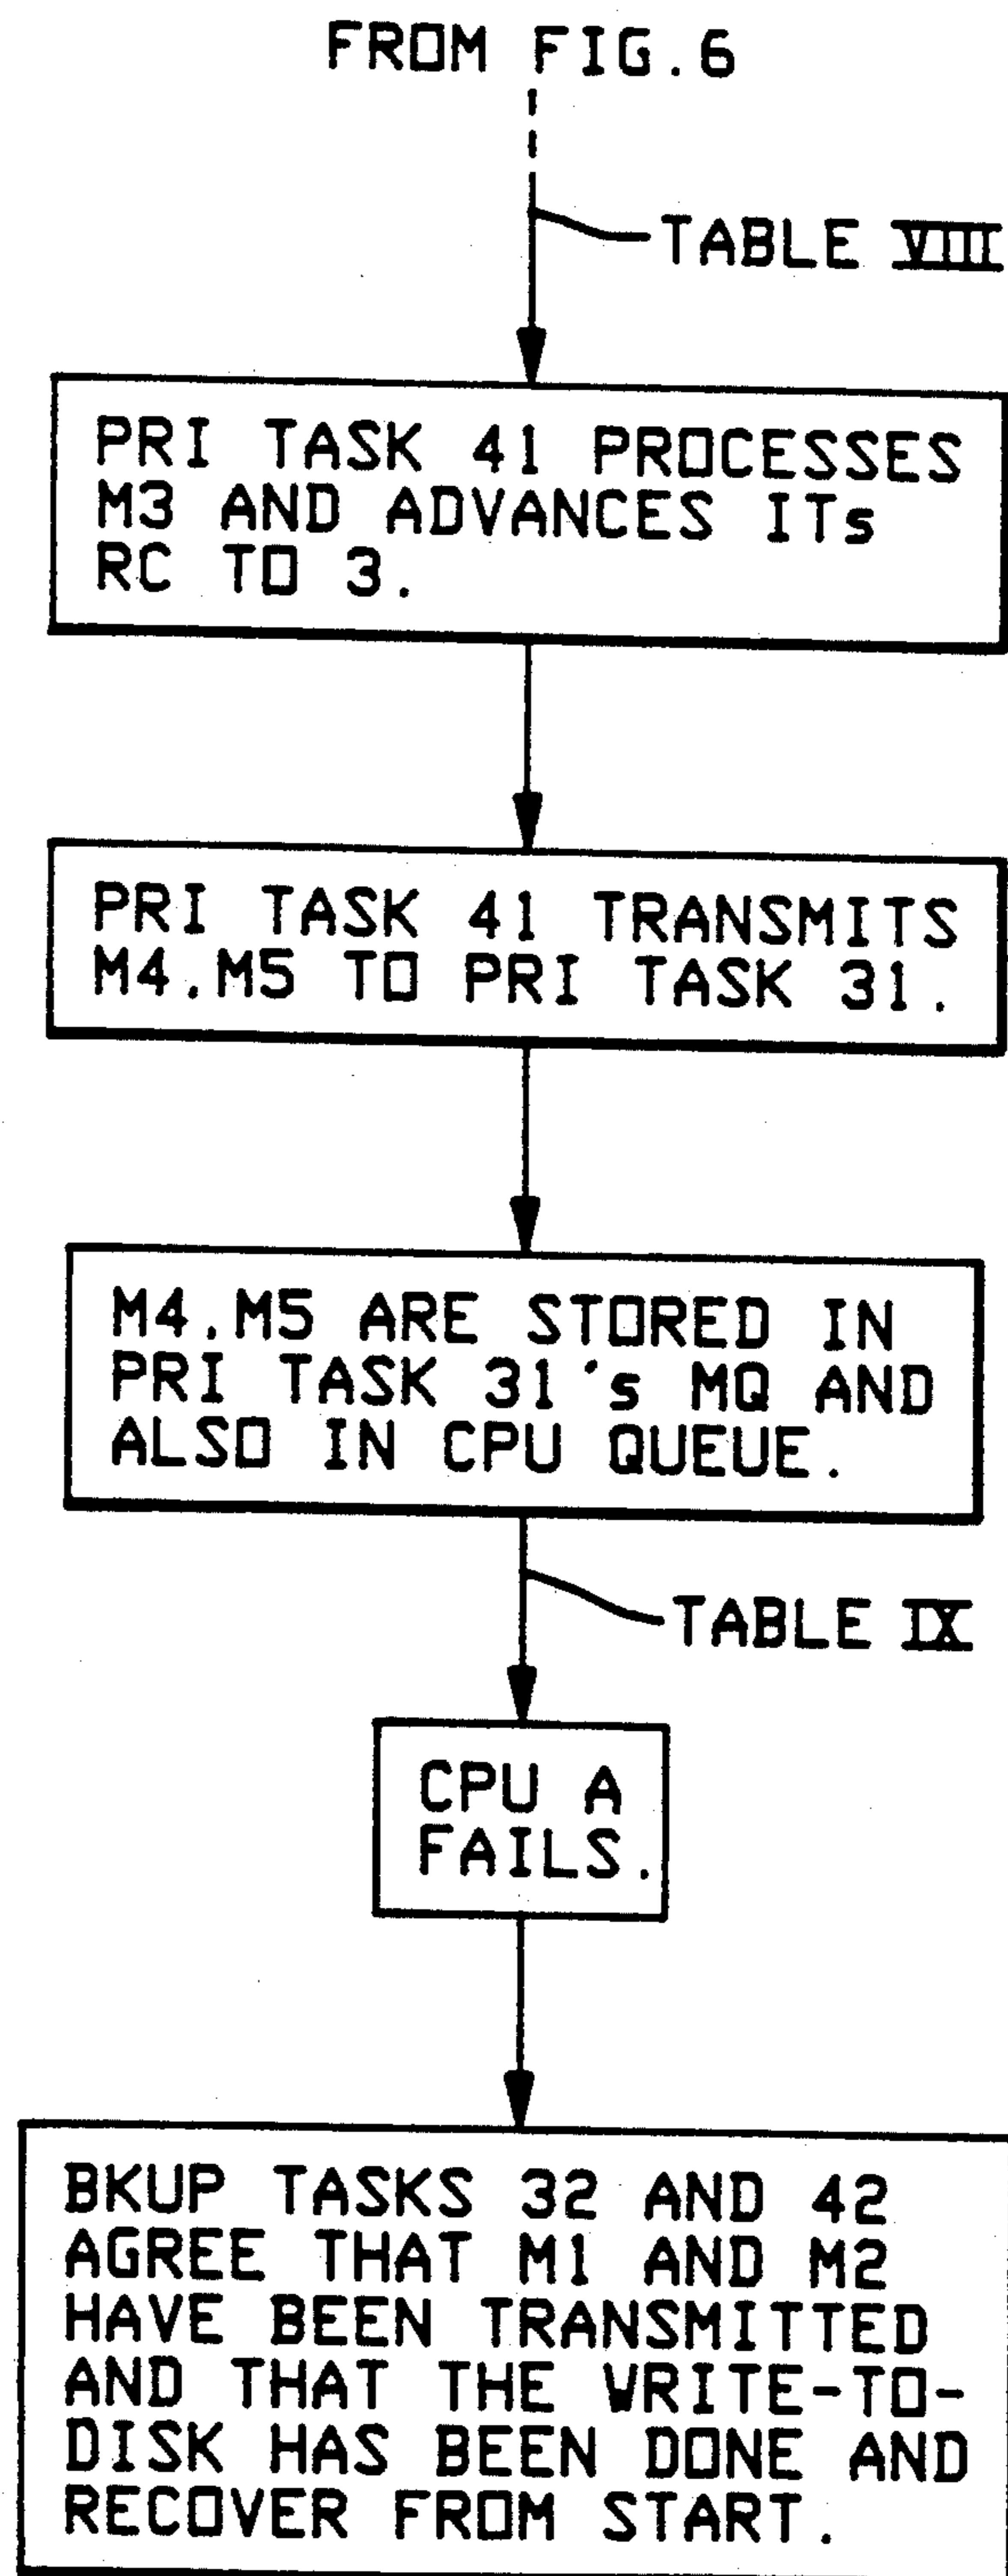 FROM FIG.6
TABLE VIII
PRI TASK 41 PROCESSES
M3 AND ADVANCES ITs
RC TO 3.
PRI TASK 41 TRANSMITS
M4.M5 TO PRI TASK 31.
M4.M5 ARE STORED IN
PRI TASK 31's MQ AND
ALSO IN CPU QUEUE.
TABLE IX
CPU A
FAILS.
BKUP TASKS 32 AND 42
AGREE THAT M1 AND M2
HAVE BEEN TRANSMITTED
AND THAT THE WRITE-TO-
DISK HAS BEEN DONE AND
RECOVER FROM START.